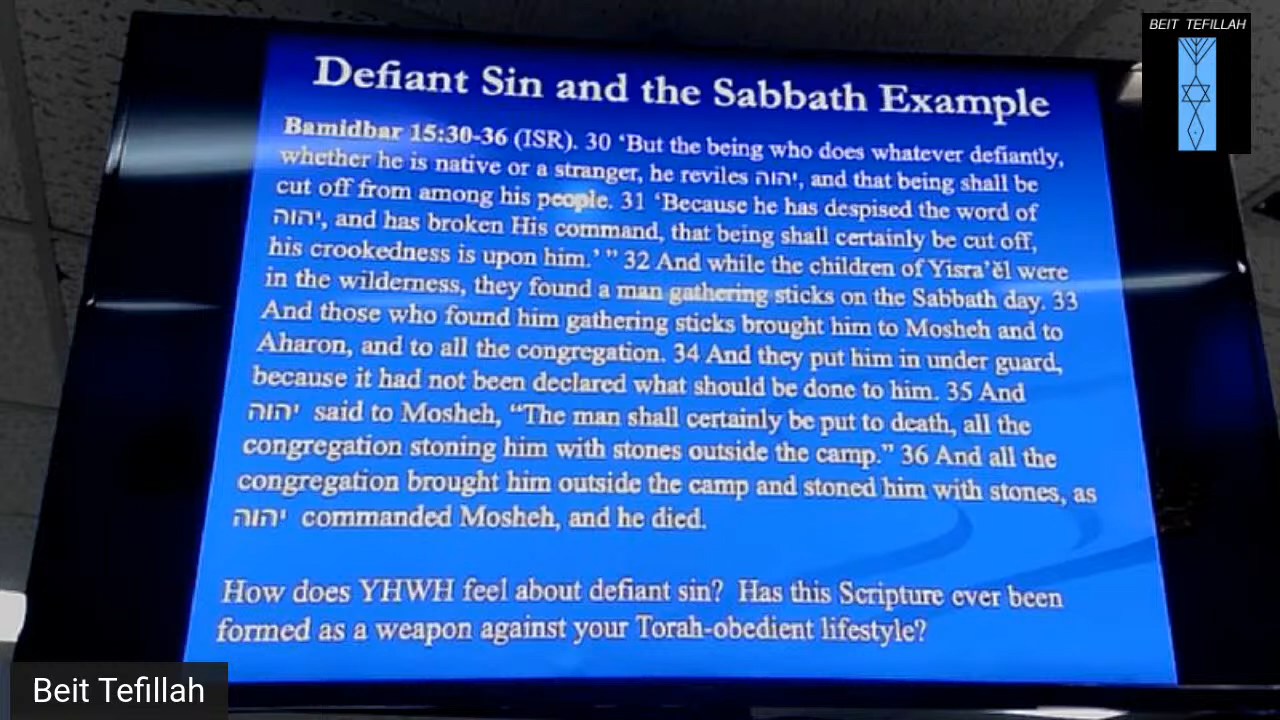 BEIT TEFILLAH
Defiant Sin and the Sabbath Example
Bamidbar 15:30-36 (ISR). 30 ‘But the being who does whatever defiantly,
whether he is native or a stranger, he reviles יהוה, and that being shall be
cut off from among his people. 31 ‘Because he has despised the word of
יהוה, and has broken His command, that being shall certainly be cut off,
his crookedness is upon him.’ ” 32 And while the children of Yisra’ĕl were
in the wilderness, they found a man gathering sticks on the Sabbath day. 33
And those who found him gathering sticks brought him to Mosheh and to
Aharon, and to all the congregation. 34 And they put him in under guard,
because it had not been declared what should be done to him. 35 And
יהוה said to Mosheh, “The man shall certainly be put to death, all the
congregation stoning him with stones outside the camp.” 36 And all the
congregation brought him outside the camp and stoned him with stones, as
יהוה commanded Mosheh, and he died.
How does YHWH feel about defiant sin? Has this Scripture ever been
formed as a weapon against your Torah-obedient lifestyle?
Beit Tefillah